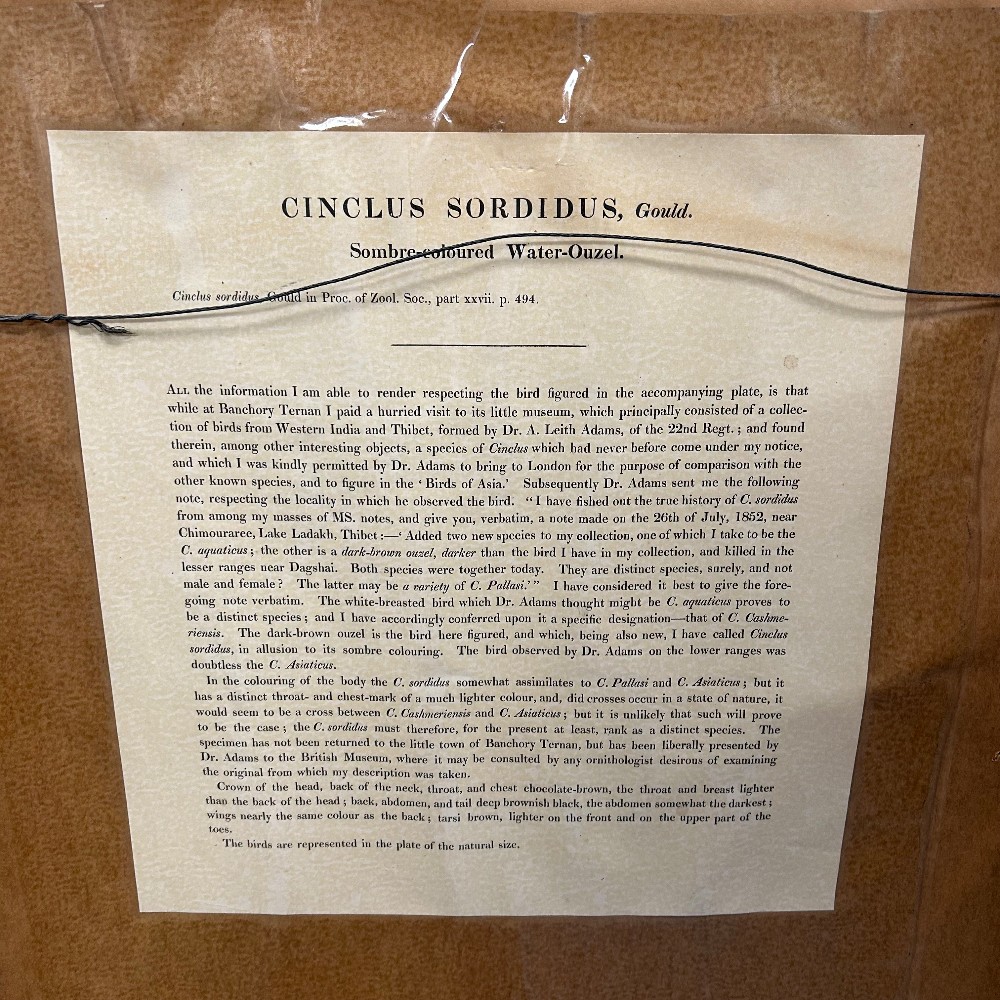 CINCLUS SORDIDUS, Gould.
Sombre-coloured Water-Ouzel.
Cinclus sordidus, Gould in Proc. of Zool. Soc., part xxvii. p. 494.
All the information I am able to render respecting the bird figured in the accompanying plate, is that
while at Banchory Ternan I paid a hurried visit to its little museum, which principally consisted of a collec-
tion of birds from Western India and Thibet, formed by Dr. A. Leith Adams, of the 22nd Regt.; and found
therein, among other interesting objects, a species of Cinclus which had never before come under my notice,
and which I was kindly permitted by Dr. Adams to bring to London for the purpose of comparison with the
other known species, and to figure in the ‘Birds of Asia.’ Subsequently Dr. Adams sent me the following
note, respecting the locality in which he observed the bird. “I have fished out the true history of C. sordidus
from among my masses of MS. notes, and give you, verbatim, a note made on the 26th of July, 1852, near
Chimouraree, Lake Ladakh, Thibet:—‘Added two new species to my collection, one of which I take to be the
C. aquaticus; the other is a dark-brown ouzel, darker than the bird I have in my collection, and killed in the
lesser ranges near Dagshai. Both species were together today. They are distinct species, surely, and not
male and female? The latter may be a variety of C. Pallasi.’” I have considered it best to give the fore-
going note verbatim. The white-breasted bird which Dr. Adams thought might be C. aquaticus proves to
be a distinct species; and I have accordingly conferred upon it a specific designation—that of C. Cashme-
riensis. The dark-brown ouzel is the bird here figured, and which, being also new, I have called Cinclus
sordidus, in allusion to its sombre colouring. The bird observed by Dr. Adams on the lower ranges was
doubtless the C. Asiaticus.
In the colouring of the body the C. sordidus somewhat assimilates to C. Pallasi and C. Asiaticus; but it
has a distinct throat- and chest-mark of a much lighter colour, and, did crosses occur in a state of nature, it
would seem to be a cross between C. Cashmeriensis and C. Asiaticus; but it is unlikely that such will prove
to be the case; the C. sordidus must therefore, for the present at least, rank as a distinct species. The
specimen has not been returned to the little town of Banchory Ternan, but has been liberally presented by
Dr. Adams to the British Museum, where it may be consulted by any ornithologist desirous of examining
the original from which my description was taken.
Crown of the head, back of the neck, throat, and chest chocolate-brown, the throat and breast lighter
than the back of the head; back, abdomen, and tail deep brownish black, the abdomen somewhat the darkest;
wings nearly the same colour as the back; tarsi brown, lighter on the front and on the upper part of the
toes.
The birds are represented in the plate of the natural size.